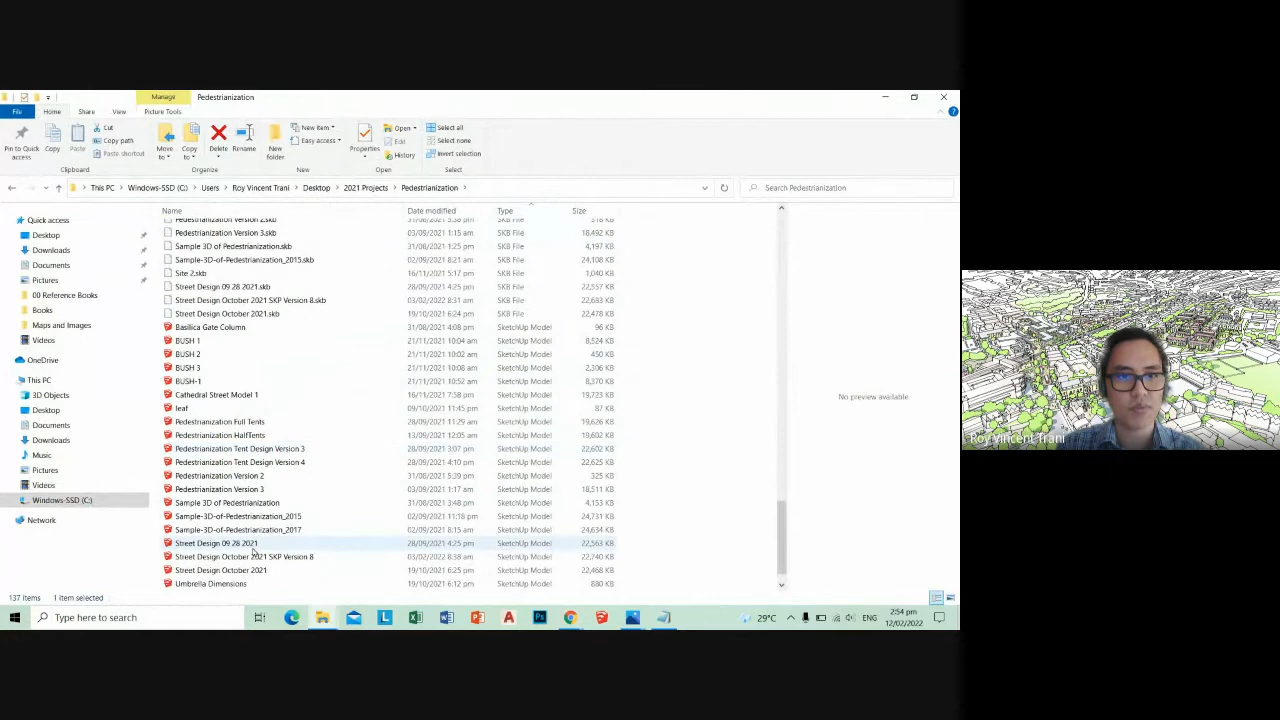 Manage Pedestrianization
File Home Share View Picture Tools
Pin to Quick access
Copy
Paste
Cut
Copy path
Paste shortcut
Clipboard
Move to
Copy to
Delete
Rename
Organize
New folder
New item
Easy access
New
Properties
Open
Edit
History
Open
Select all
Select none
Invert selection
Select
This PC Windows-SSD (C:) Users Roy Vincent Trani Desktop 2021 Projects Pedestrianization
Search Pedestrianization
Quick access
Desktop
Downloads
Documents
Pictures
00 Reference Books
Books
Maps and Images
Videos
OneDrive
This PC
3D Objects
Desktop
Documents
Downloads
Music
Pictures
Videos
Windows-SSD (C:)
Network
Name Date modified Type Size
Pedestrianization Version 2.skb 31/08/2021 5:38 pm SKB File 318 KB
Pedestrianization Version 3.skb 03/09/2021 1:15 am SKB File 18,492 KB
Sample 3D of Pedestrianization.skb 31/08/2021 1:25 pm SKB File 4,197 KB
Sample-3D-of-Pedestrianization_2015.skb 02/09/2021 8:21 am SKB File 24,108 KB
Site 2.skb 16/11/2021 5:17 pm SKB File 1,040 KB
Street Design 09 28 2021.skb 28/09/2021 4:25 pm SKB File 22,557 KB
Street Design October 2021 SKP Version 8.skb 03/02/2022 8:31 am SKB File 22,683 KB
Street Design October 2021.skb 19/10/2021 6:24 pm SKB File 22,478 KB
Basilica Gate Column 31/08/2021 4:08 pm SketchUp Model 96 KB
BUSH 1 21/11/2021 10:04 am SketchUp Model 8,524 KB
BUSH 2 21/11/2021 10:02 am SketchUp Model 450 KB
BUSH 3 21/11/2021 10:08 am SketchUp Model 2,306 KB
BUSH-1 21/11/2021 10:52 am SketchUp Model 8,370 KB
Cathedral Street Model 1 16/11/2021 7:58 pm SketchUp Model 19,723 KB
leaf 09/10/2021 11:45 pm SketchUp Model 87 KB
Pedestrianization Full Tents 28/09/2021 11:29 am SketchUp Model 19,626 KB
Pedestrianization HalfTents 13/09/2021 12:05 am SketchUp Model 19,602 KB
Pedestrianization Tent Design Version 3 28/09/2021 3:07 pm SketchUp Model 22,602 KB
Pedestrianization Tent Design Version 4 28/09/2021 4:10 pm SketchUp Model 22,625 KB
Pedestrianization Version 2 31/08/2021 5:39 pm SketchUp Model 325 KB
Pedestrianization Version 3 03/09/2021 1:17 am SketchUp Model 18,511 KB
Sample 3D of Pedestrianization 31/08/2021 3:48 pm SketchUp Model 4,153 KB
Sample-3D-of-Pedestrianization_2015 02/09/2021 11:18 pm SketchUp Model 24,731 KB
Sample-3D-of-Pedestrianization_2017 02/09/2021 8:15 am SketchUp Model 24,634 KB
Street Design 09 28 2021 28/09/2021 4:25 pm SketchUp Model 22,563 KB
Street Design October 2021 SKP Version 8 03/02/2022 8:38 am SketchUp Model 22,740 KB
Street Design October 2021 19/10/2021 6:25 pm SketchUp Model 22,468 KB
Umbrella Dimensions 19/10/2021 6:12 pm SketchUp Model 880 KB
No preview available.
Roy Vincent Trani
137 items 1 item selected
Type here to search
29°C ENG 2:54 pm
12/02/2022